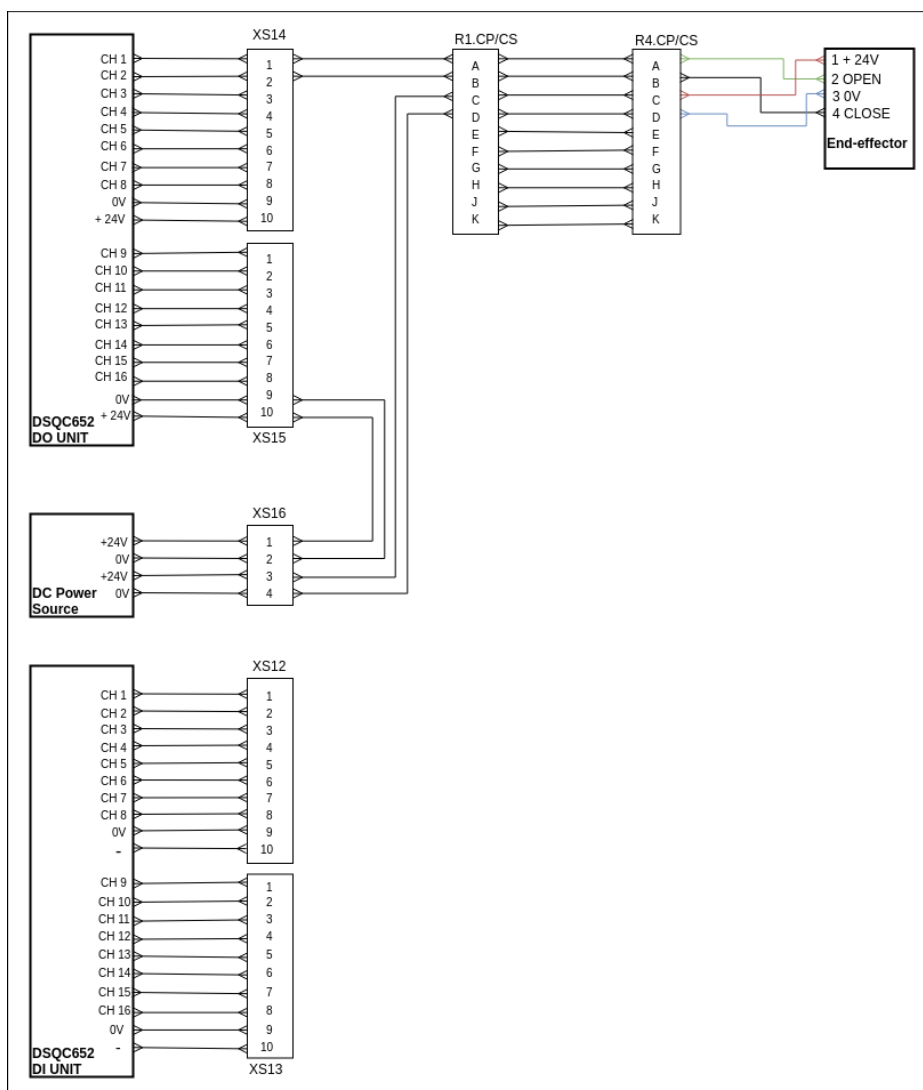 XS14
CH 1
CH 2
CH 3
CH 4
CH 5
CH 6
CH 7
CH 8
0V
+ 24V
1
2
3
4
5
6
7
8
9
10
CH 9
CH 10
CH 11
CH 12
CH 13
CH 14
CH 15
CH 16
0V
+ 24V
DSQC652
DO UNIT
1
2
3
4
5
6
7
8
9
10
XS15
R1.CP/CS
A
B
C
D
E
F
G
H
J
K
R4.CP/CS
A
B
C
D
E
F
G
H
J
K
1 + 24V
2 OPEN
3 0V
4 CLOSE
End-effector
XS16
+24V
0V
+24V
0V
DC Power
Source
1
2
3
4
XS12
CH 1
CH 2
CH 3
CH 4
CH 5
CH 6
CH 7
CH 8
0V
-
1
2
3
4
5
6
7
8
9
10
CH 9
CH 10
CH 11
CH 12
CH 13
CH 14
CH 15
CH 16
0V
-
DSQC652
DI UNIT
1
2
3
4
5
6
7
8
9
10
XS13